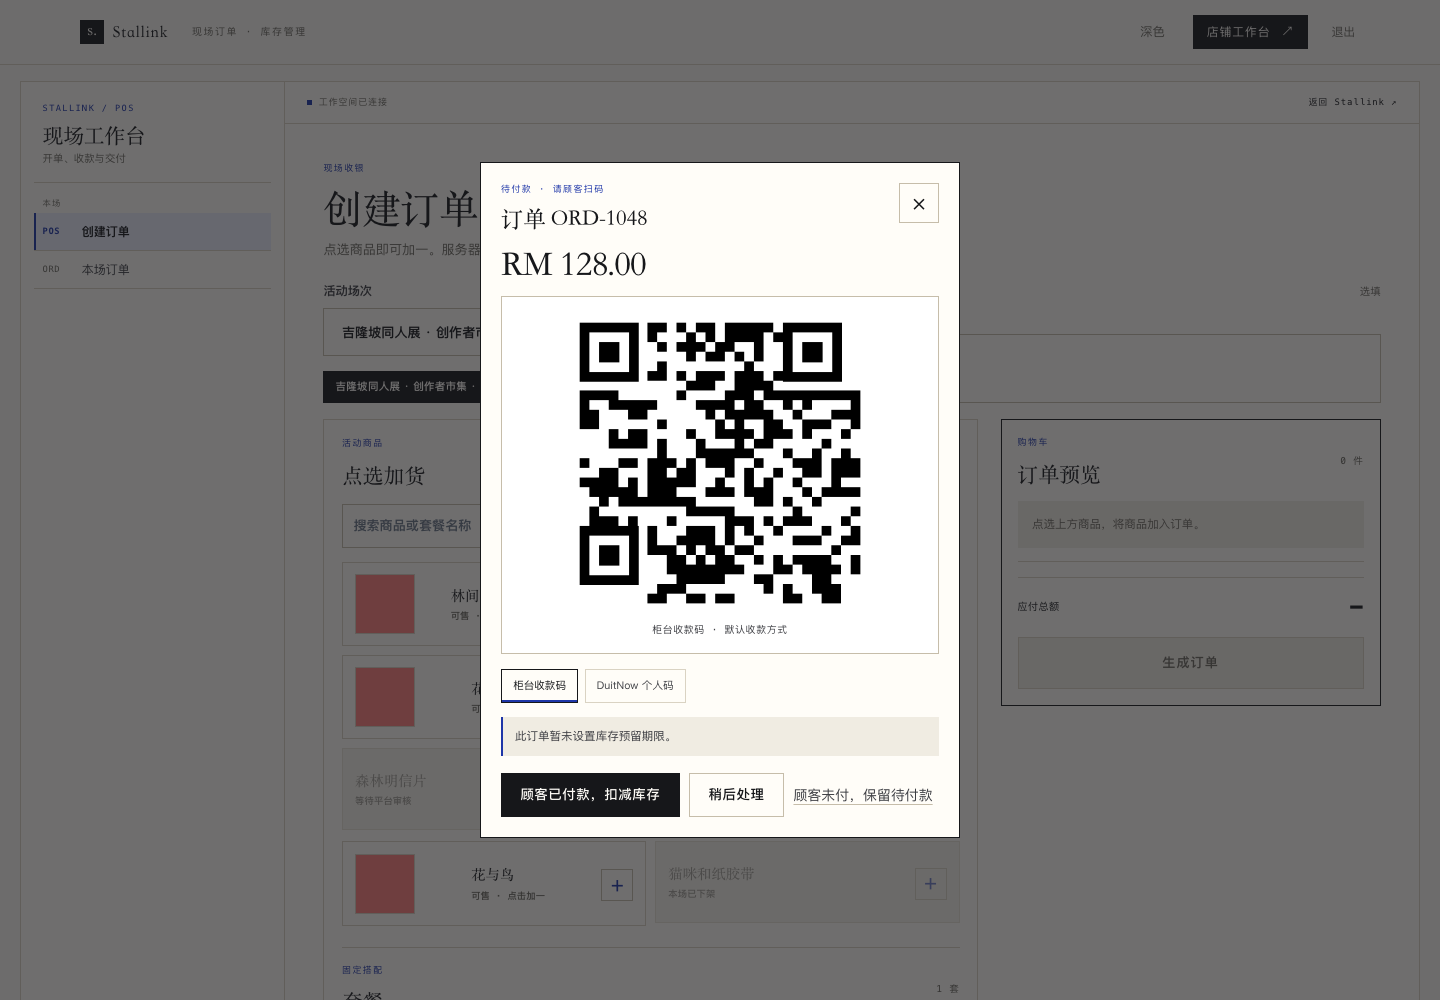 s. Stallink 现场订单 · 库存管理 深色 店铺工作台 ↗ 退出
STALLINK / POS
现场工作台
开单、收款与交付
本场
POS 创建订单
ORD 本场订单
工作空间已连接 返回 Stallink ↗
现场收银
创建订单
点选商品即可加一。服务器
活动场次
选填
吉隆坡同人展 · 创作者市
吉隆坡同人展 · 创作者市集 ·
活动商品
点选加货
搜索商品或套餐名称
林间
可售 ·
花
可
森林明信片
等待平台审核
花与鸟
可售 · 点击加一
+
猫咪和纸胶带
本场已下架
+
固定搭配
套餐
1 套
购物车
订单预览
0 件
点选上方商品，将商品加入订单。
应付总额 —
生成订单
待付款 · 请顾客扫码
订单 ORD-1048
×
RM 128.00
柜台收款码 · 默认收款方式
柜台收款码 DuitNow 个人码
此订单暂未设置库存预留期限。
顾客已付款，扣减库存 稍后处理 顾客未付，保留待付款